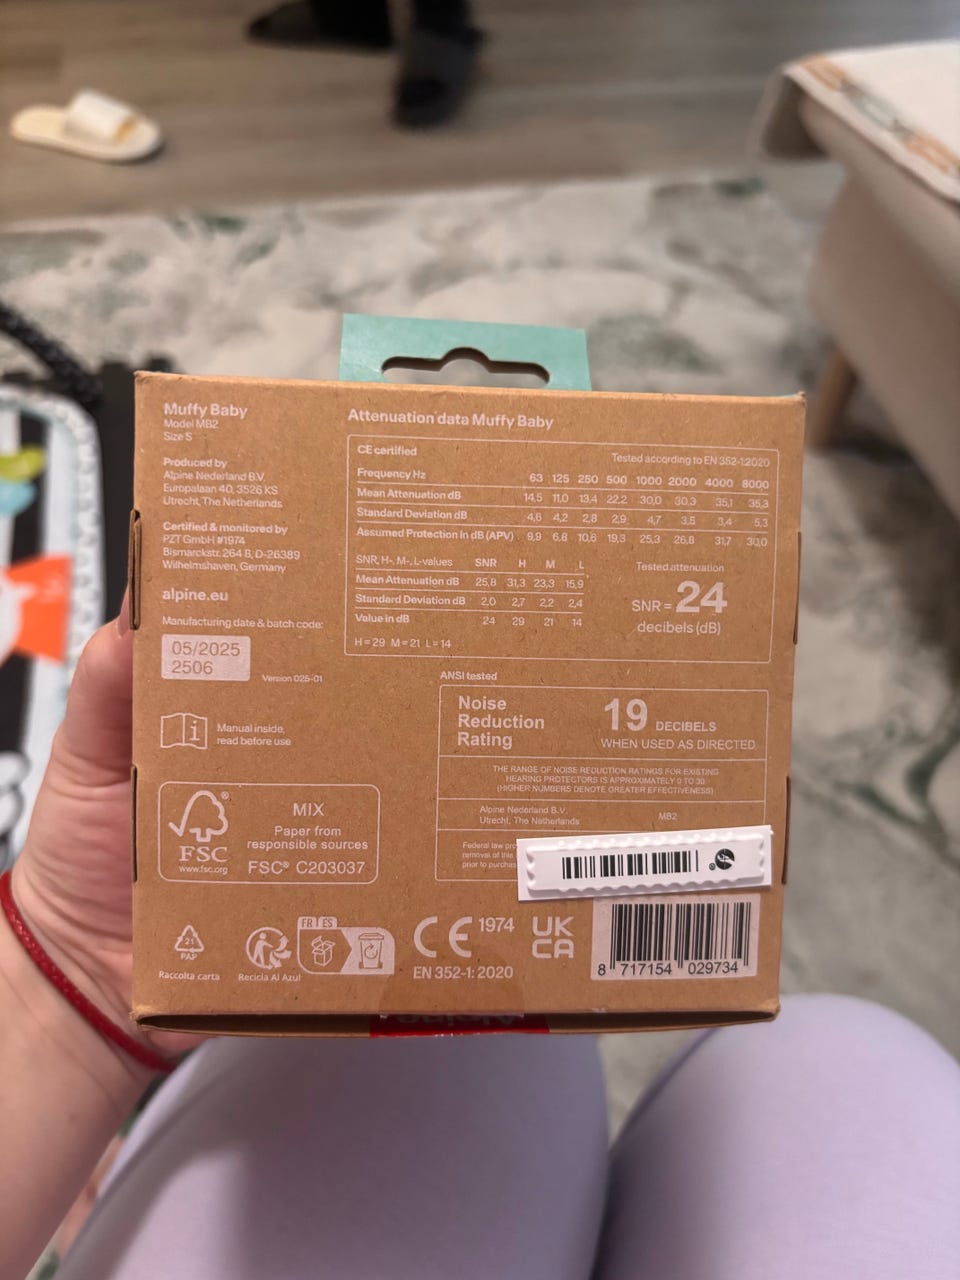 Muffy Baby
Model MB2
Size S
Produced by
Alpine Nederland B.V.
Europalaan 40, 3526 KS
Utrecht, The Netherlands
Certified & monitored by
PZT GmbH #1974
Bismarckstr. 264 B, D-26389
Wilhelmshaven, Germany
alpine.eu
Manufacturing date & batch code:
05/2025
2506
Version 025-01
Manual inside,
read before use
FSC
www.fsc.org
MIX
Paper from
responsible sources
FSC® C203037
Attenuation data Muffy Baby
CE certified
Tested according to EN 352-1:2020
Frequency Hz 63 125 250 500 1000 2000 4000 8000
Mean Attenuation dB 14,5 11,0 13,4 22,2 30,0 30,3 35,1 35,3
Standard Deviation dB 4,6 4,2 2,8 2,9 4,7 3,5 3,4 5,3
Assumed Protection in dB (APV) 9,9 6,8 10,6 19,3 25,3 26,8 31,7 30,0
SNR, H-, M-, L-values SNR H M L
Mean Attenuation dB 25,8 31,3 23,3 15,9
Standard Deviation dB 2,0 2,7 2,2 2,4
Value in dB 24 29 21 14
H=29 M=21 L=14
Tested attenuation
SNR = 24
decibels (dB)
ANSI tested
Noise
Reduction
Rating
19 DECIBELS
WHEN USED AS DIRECTED
THE RANGE OF NOISE REDUCTION RATINGS FOR EXISTING
HEARING PROTECTORS IS APPROXIMATELY 0 TO 30
(HIGHER NUMBERS DENOTE GREATER EFFECTIVENESS)
Alpine Nederland B.V.
Utrecht, The Netherlands
MB2
Federal law
removal of this
prior to
21
PAP
Raccolta carta
Recicla Al Azul
FR ES
CE 1974
EN 352-1: 2020
UK
CA
8 717154 029734